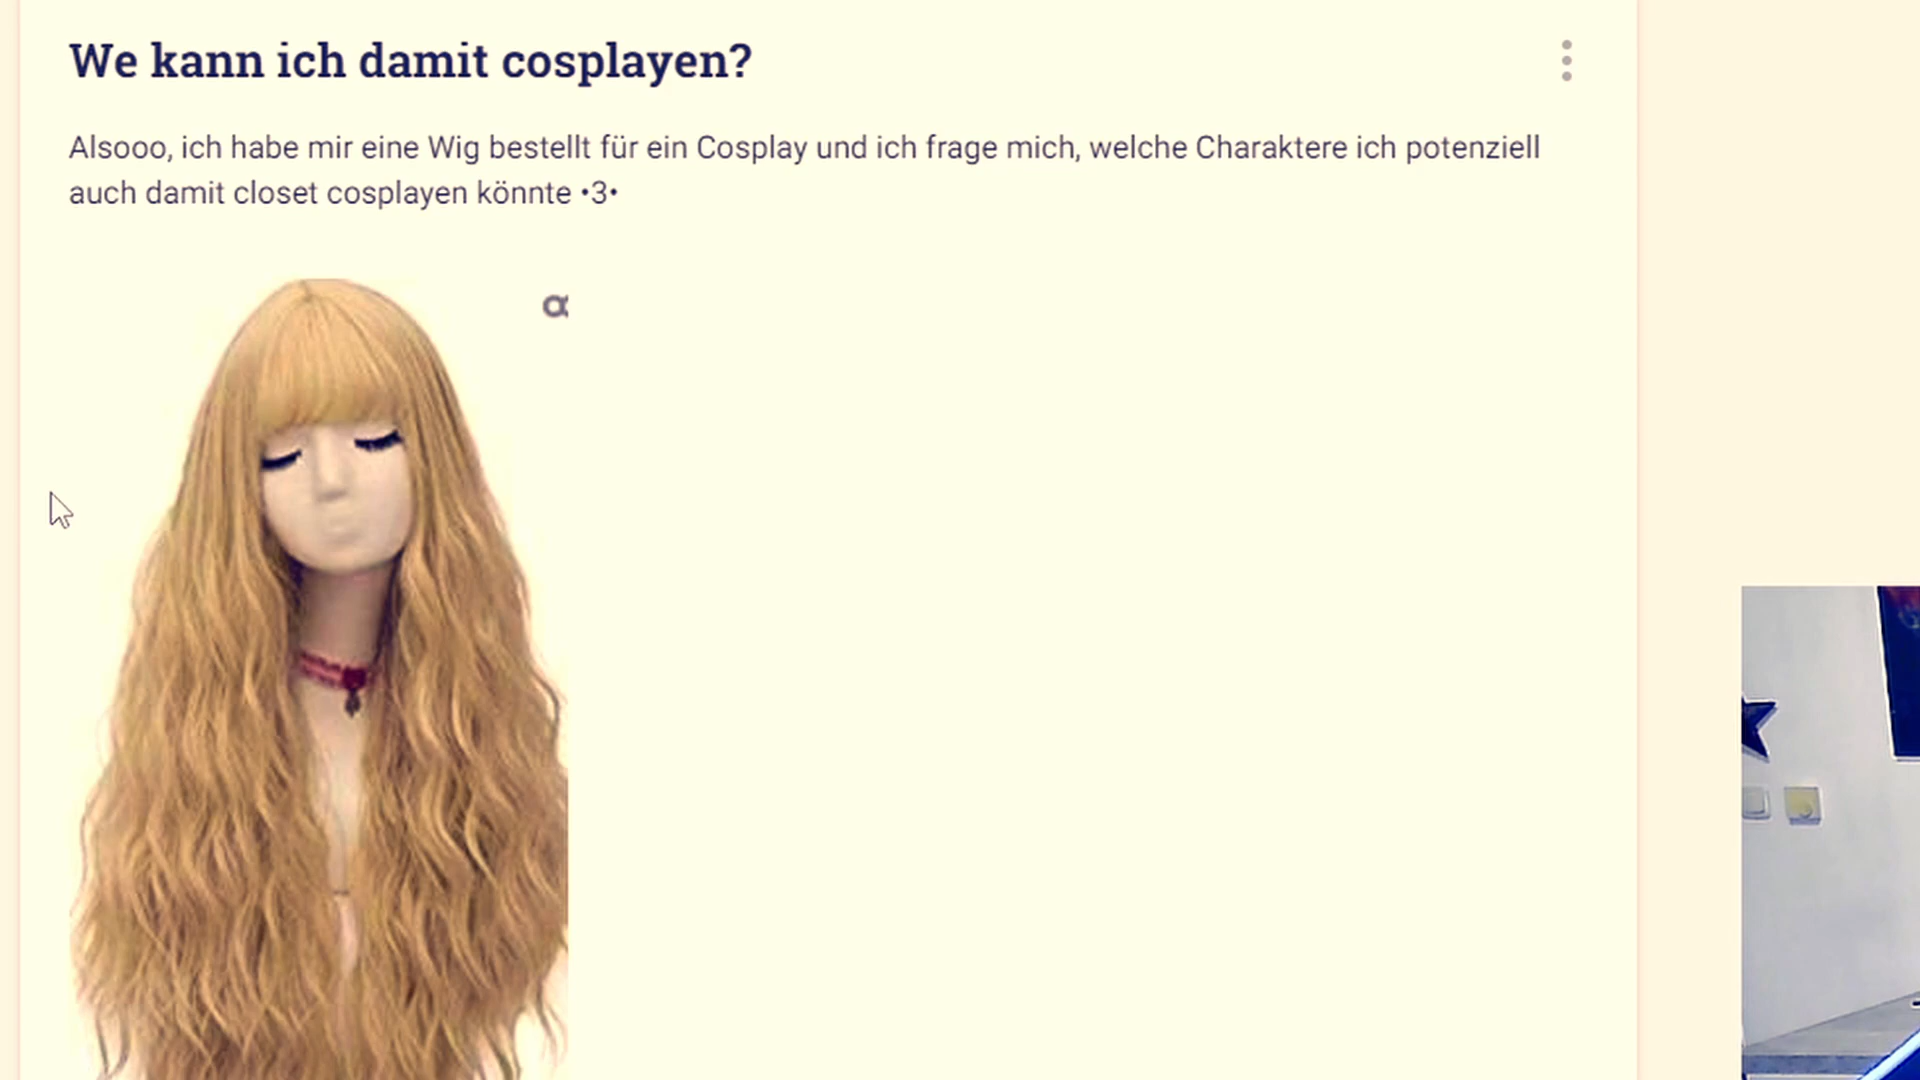 We kann ich damit cosplayen?
Alsooo, ich habe mir eine Wig bestellt für ein Cosplay und ich frage mich, welche Charaktere ich potenziell
auch damit closet cosplayen könnte •3•
α